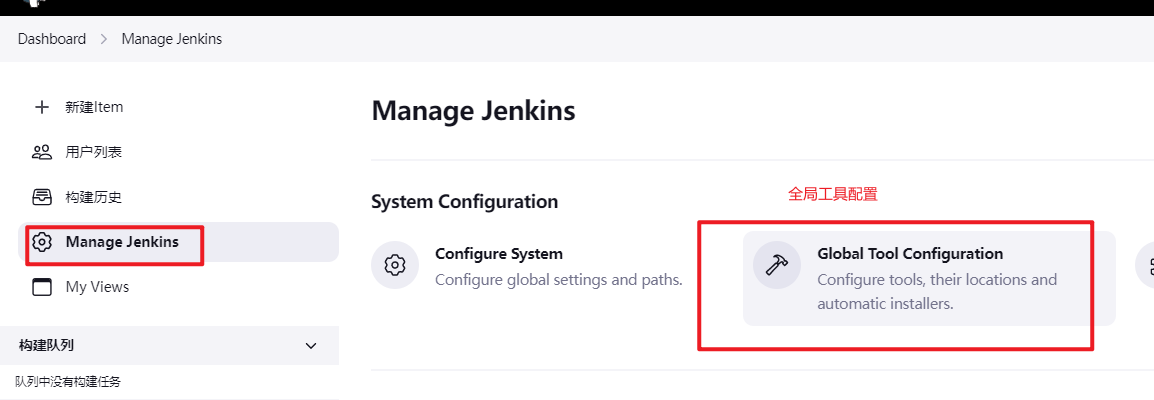 Dashboard > Manage Jenkins
新建Item
用户列表
构建历史
Manage Jenkins
My Views
构建队列
队列中没有构建任务
Manage Jenkins
System Configuration
全局工具配置
Configure System
Configure global settings and paths.
Global Tool Configuration
Configure tools, their locations and
automatic installers.